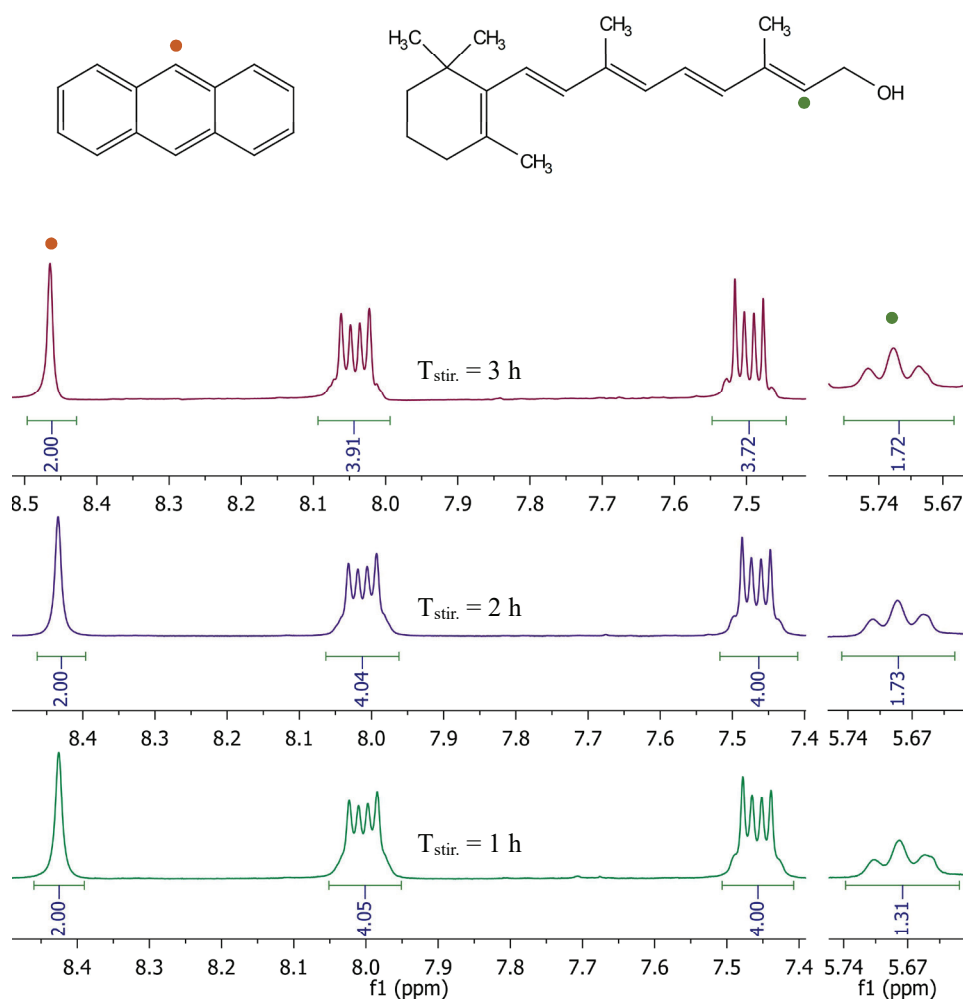 H₃C CH₃ CH₃ CH₃
OH
CH₃
T_stir. = 3 h
2.00 3.91 3.72 1.72
8.5 8.4 8.3 8.2 8.1 8.0 7.9 7.8 7.7 7.6 7.5 5.74 5.67
T_stir. = 2 h
2.00 4.04 4.00 1.73
8.4 8.3 8.2 8.1 8.0 7.9 7.8 7.7 7.6 7.5 7.4 5.74 5.67
T_stir. = 1 h
2.00 4.05 4.00 1.31
8.4 8.3 8.2 8.1 8.0 7.9 7.8 7.7 7.6 7.5 7.4 5.74 5.67
f1 (ppm) f1 (ppm)